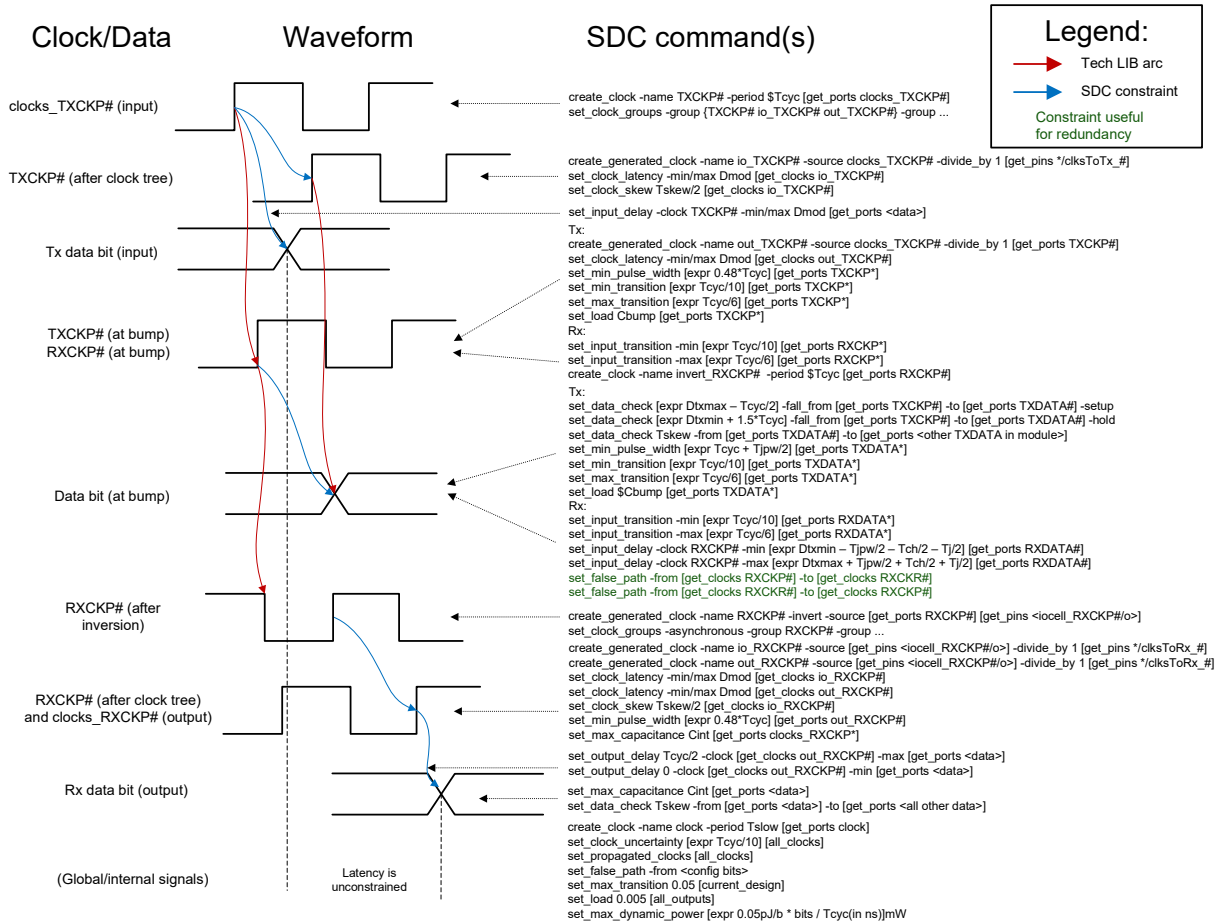 Clock/Data
Waveform
SDC command(s)
Legend:
Tech LIB arc
SDC constraint
Constraint useful
for redundancy
clocks_TXCKP# (input)
create_clock -name TXCKP# -period $Tcyc [get_ports clocks_TXCKP#]
set_clock_groups -group {TXCKP# io_TXCKP# out_TXCKP#} -group ...
TXCKP# (after clock tree)
create_generated_clock -name io_TXCKP# -source clocks_TXCKP# -divide_by 1 [get_pins */clksToTx_#]
set_clock_latency -min/max Dmod [get_clocks io_TXCKP#]
set_clock_skew Tskew/2 [get_clocks io_TXCKP#]
set_input_delay -clock TXCKP# -min/max Dmod [get_ports <data>]
Tx data bit (input)
Tx:
create_generated_clock -name out_TXCKP# -source clocks_TXCKP# -divide_by 1 [get_ports TXCKP#]
set_clock_latency -min/max Dmod [get_clocks out_TXCKP#]
set_min_pulse_width [expr 0.48*Tcyc] [get_ports TXCKP*]
set_min_transition [expr Tcyc/10] [get_ports TXCKP*]
set_max_transition [expr Tcyc/6] [get_ports TXCKP*]
set_load Cbump [get_ports TXCKP*]
TXCKP# (at bump)
RXCKP# (at bump)
Rx:
set_input_transition -min [expr Tcyc/10] [get_ports RXCKP*]
set_input_transition -max [expr Tcyc/6] [get_ports RXCKP*]
create_clock -name invert_RXCKP# -period $Tcyc [get_ports RXCKP#]
Tx:
set_data_check [expr Dtxmax – Tcyc/2] -fall_from [get_ports TXCKP#] -to [get_ports TXDATA#] -setup
set_data_check [expr Dtxmin + 1.5*Tcyc] -fall_from [get_ports TXCKP#] -to [get_ports TXDATA#] -hold
set_data_check Tskew -from [get_ports TXDATA#] -to [get_ports <other TXDATA in module>]
set_min_pulse_width [expr Tcyc + Tjpw/2] [get_ports TXDATA*]
set_min_transition [expr Tcyc/10] [get_ports TXDATA*]
set_max_transition [expr Tcyc/6] [get_ports TXDATA*]
set_load $Cbump [get_ports TXDATA*]
Data bit (at bump)
Rx:
set_input_transition -min [expr Tcyc/10] [get_ports RXDATA*]
set_input_transition -max [expr Tcyc/6] [get_ports RXDATA*]
set_input_delay -clock RXCKP# -min [expr Dtxmin – Tjpw/2 – Tch/2 – Tj/2] [get_ports RXDATA#]
set_input_delay -clock RXCKP# -max [expr Dtxmax + Tjpw/2 + Tch/2 + Tj/2] [get_ports RXDATA#]
set_false_path -from [get_clocks RXCKP#] -to [get_clocks RXCKR#]
set_false_path -from [get_clocks RXCKR#] -to [get_clocks RXCKP#]
RXCKP# (after
inversion)
create_generated_clock -name RXCKP# -invert -source [get_ports RXCKP#] [get_pins <iocell_RXCKP#/o>]
set_clock_groups -asynchronous -group RXCKP# -group ...
create_generated_clock -name io_RXCKP# -source [get_pins <iocell_RXCKP#/o>] -divide_by 1 [get_pins */clksToRx_#]
create_generated_clock -name out_RXCKP# -source [get_pins <iocell_RXCKP#/o>] -divide_by 1 [get_pins */clksToRx_#]
set_clock_latency -min/max Dmod [get_clocks io_RXCKP#]
set_clock_latency -min/max Dmod [get_clocks out_RXCKP#]
set_clock_skew Tskew/2 [get_clocks io_RXCKP#]
set_min_pulse_width [expr 0.48*Tcyc] [get_ports out_RXCKP#]
set_max_capacitance Cint [get_ports clocks_RXCKP*]
RXCKP# (after clock tree)
and clocks_RXCKP# (output)
set_output_delay Tcyc/2 -clock [get_clocks out_RXCKP#] -max [get_ports <data>]
set_output_delay 0 -clock [get_clocks out_RXCKP#] -min [get_ports <data>]
Rx data bit (output)
set_max_capacitance Cint [get_ports <data>]
set_data_check Tskew -from [get_ports <data>] -to [get_ports <all other data>]
create_clock -name clock -period Tslow [get_ports clock]
set_clock_uncertainty [expr Tcyc/10] [all_clocks]
set_propagated_clocks [all_clocks]
set_false_path -from <config bits>
set_max_transition 0.05 [current_design]
set_load 0.005 [all_outputs]
set_max_dynamic_power [expr 0.05pJ/b * bits / Tcyc(in ns)]mW
(Global/internal signals)
Latency is
unconstrained